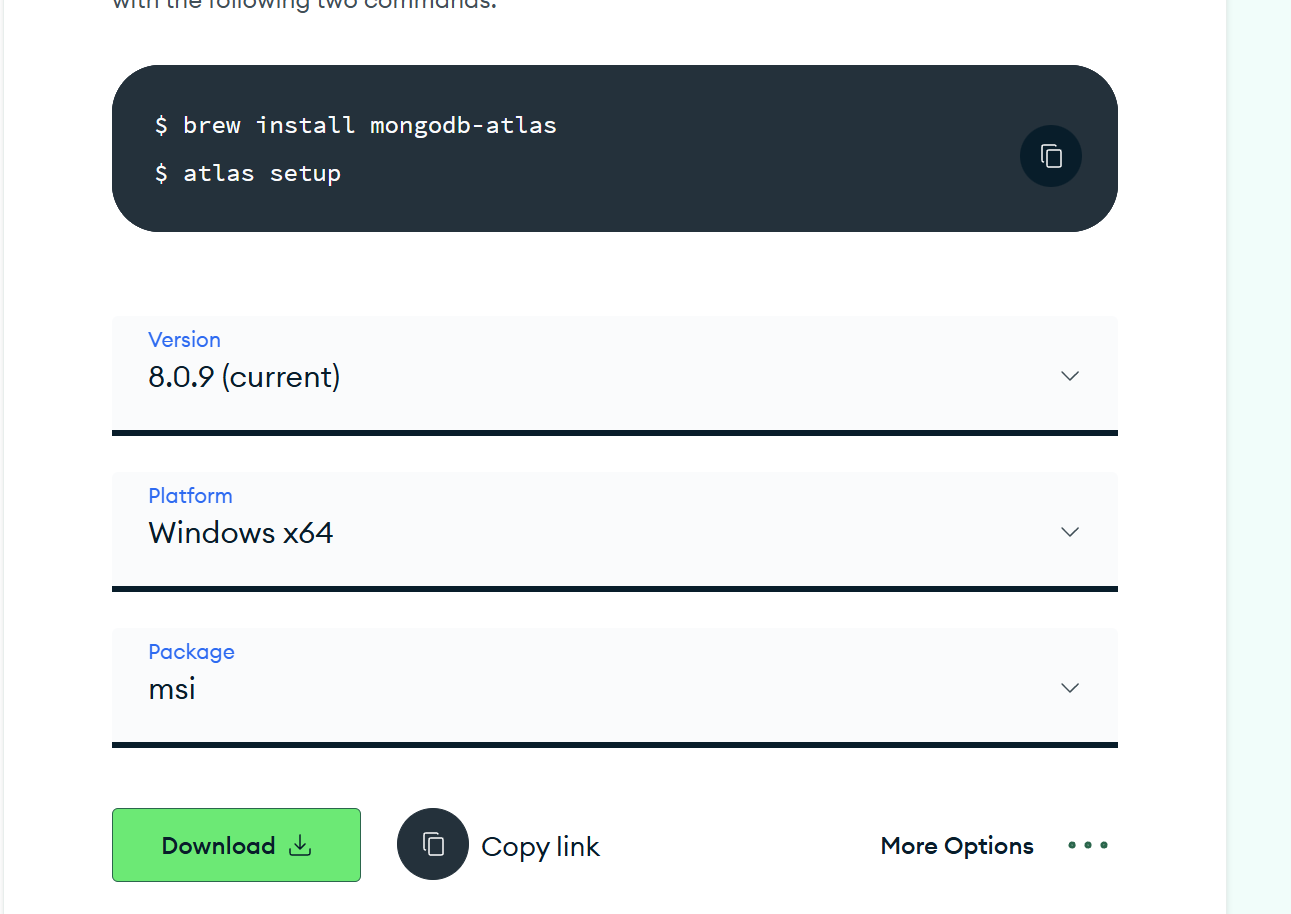 with the following two commands:
$ brew install mongodb-atlas
$ atlas setup
Version
8.0.9 (current)
Platform
Windows x64
Package
msi
Download
Copy link
More Options